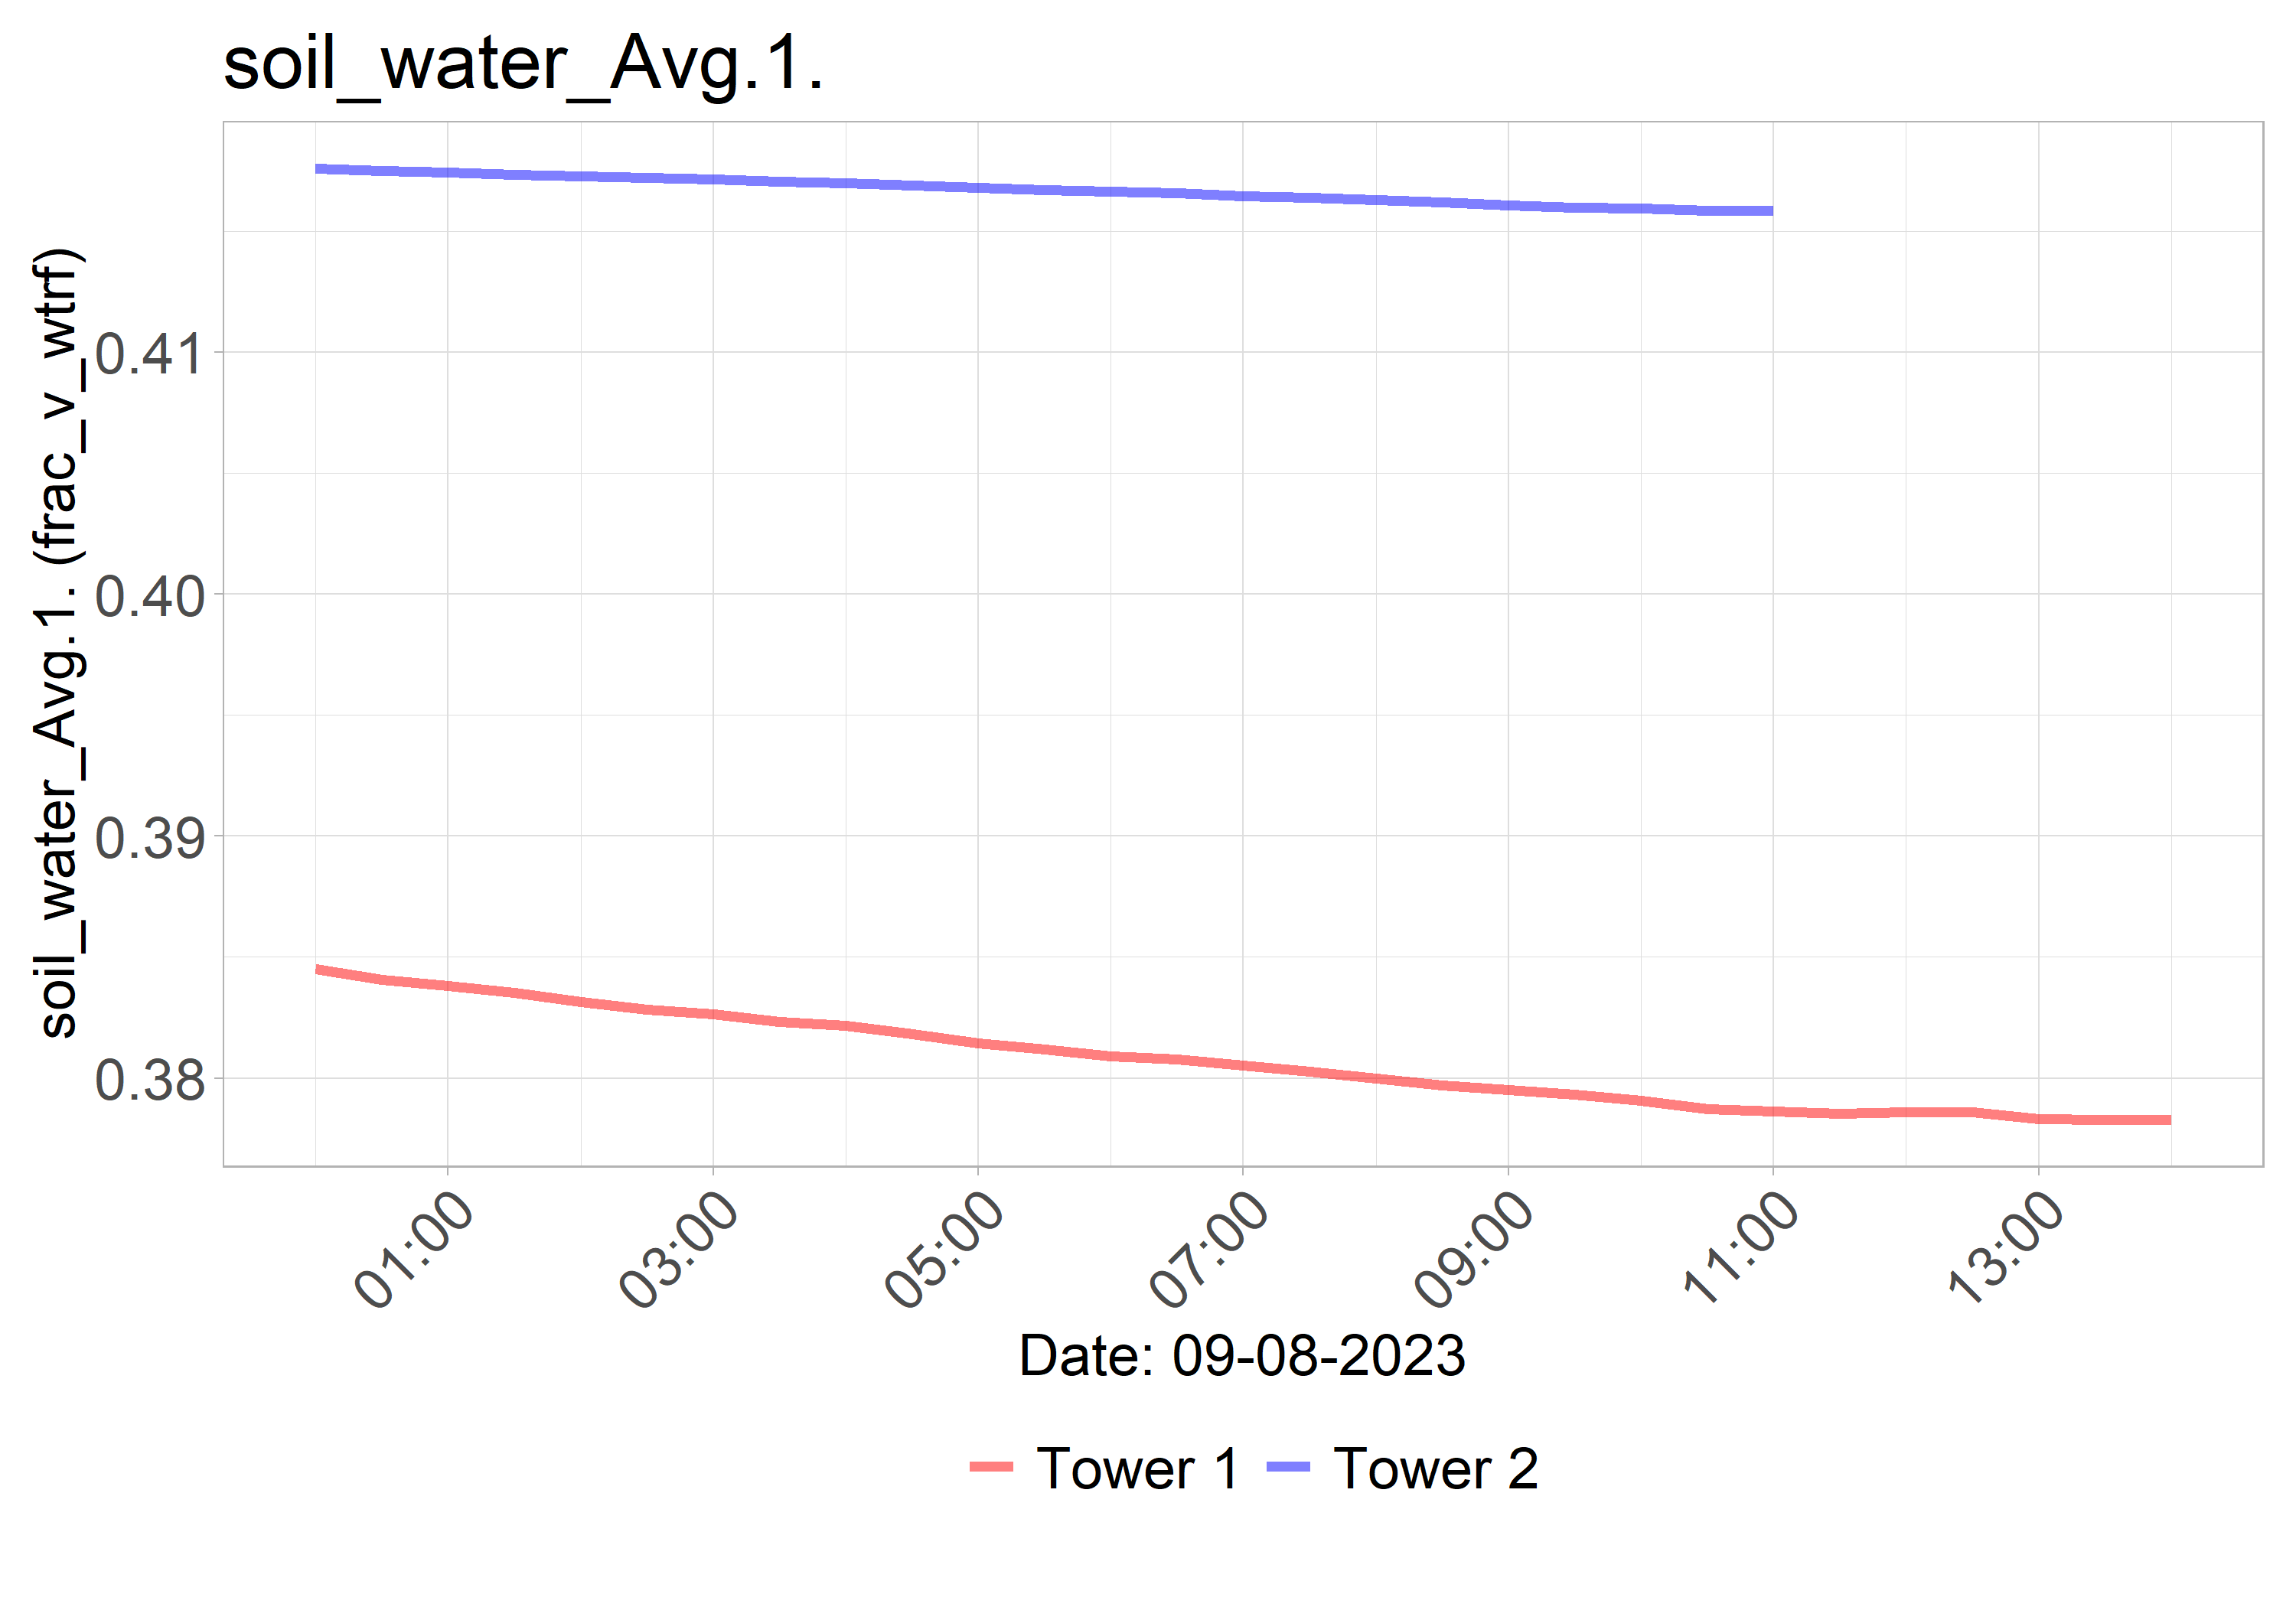 soil_water_Avg.1.
soil_water_Avg.1. (frac_v_wtrf)
0.41
0.40
0.39
0.38
01:00 03:00 05:00 07:00 09:00 11:00 13:00
Date: 09-08-2023
Tower 1 Tower 2